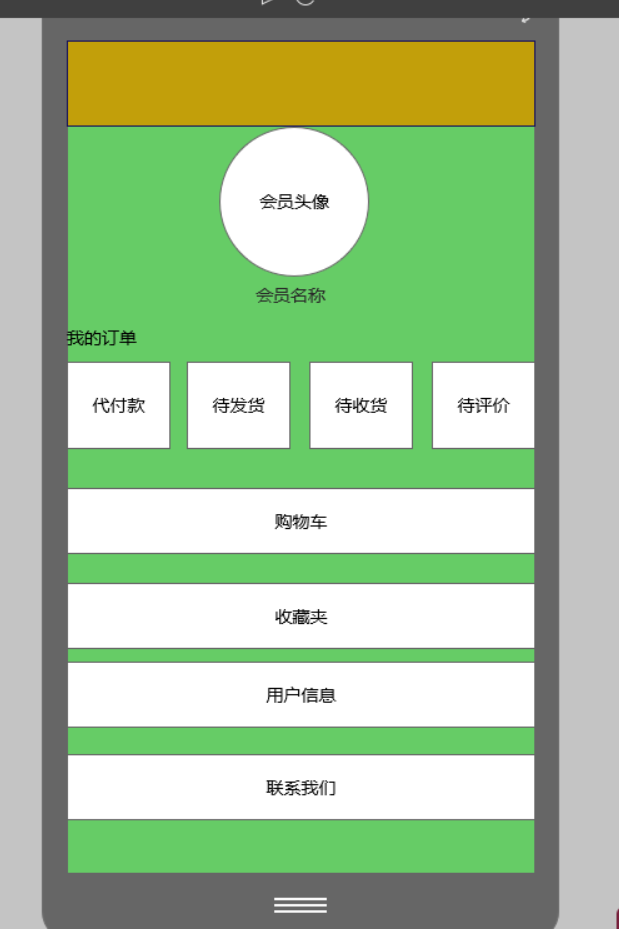 会员头像
会员名称
我的订单
代付款 待发货 待收货 待评价
购物车
收藏夹
用户信息
联系我们